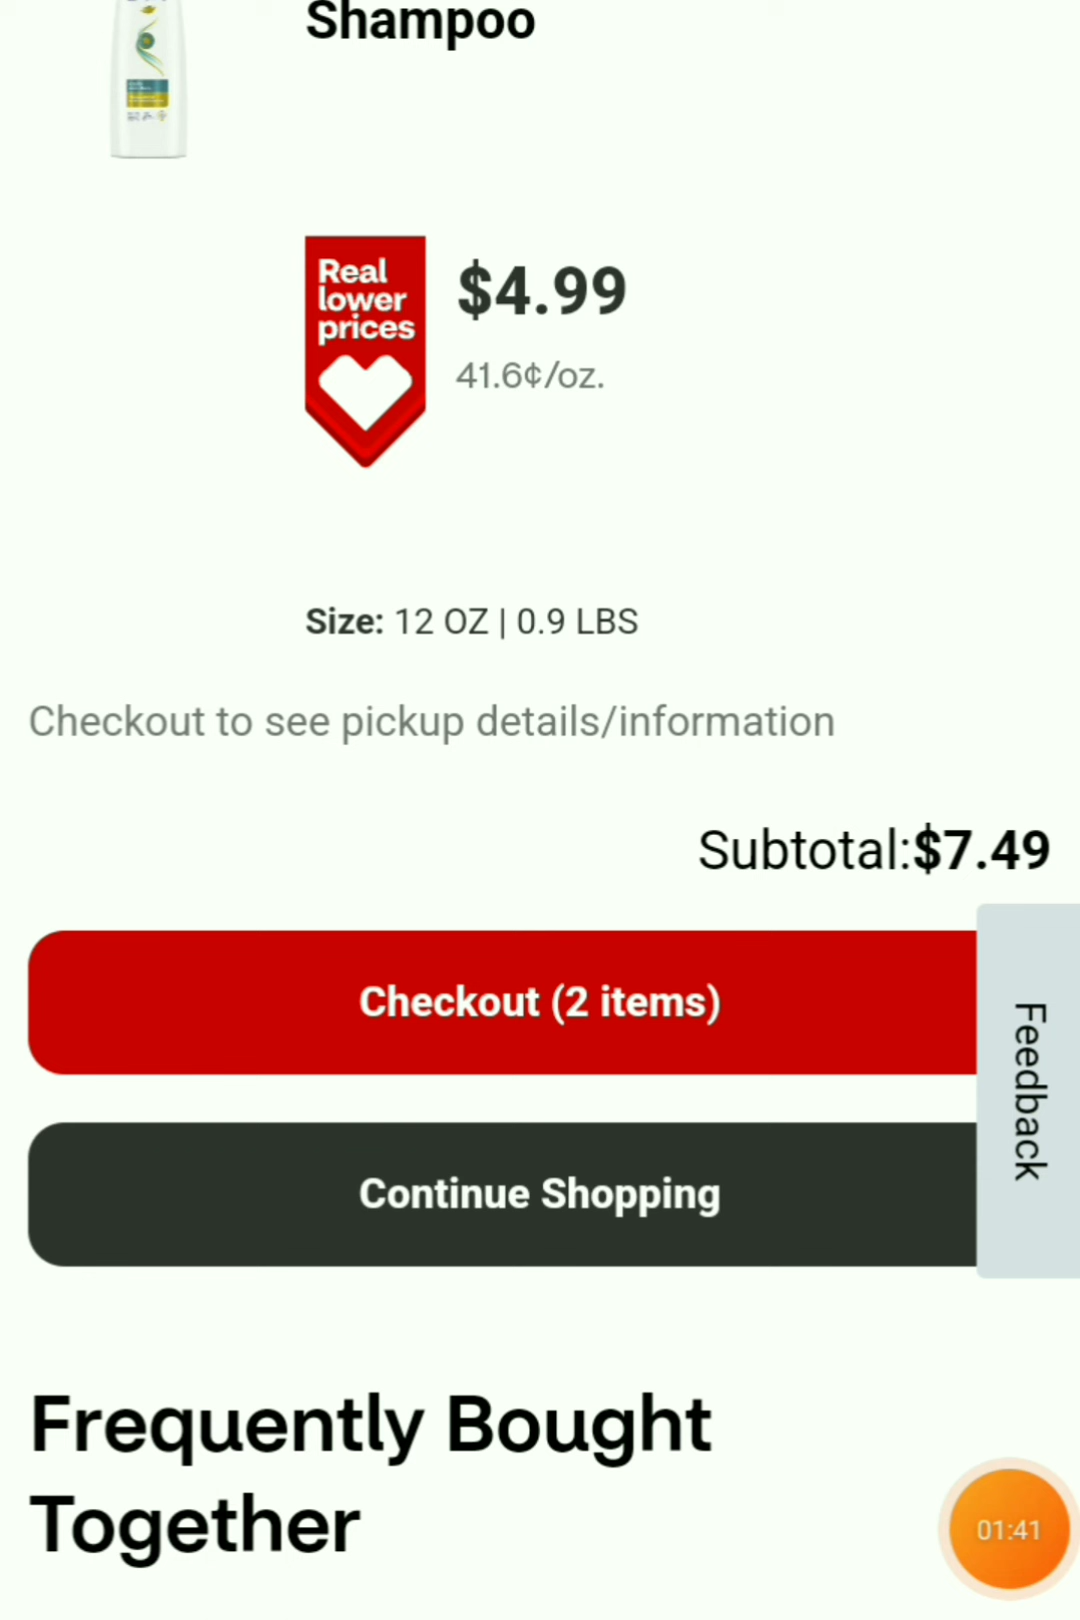 Shampoo
Real
lower
prices
$4.99
41.6¢/oz.
Size: 12 OZ | 0.9 LBS
Checkout to see pickup details/information
Subtotal:$7.49
Checkout (2 items)
Feedback
Continue Shopping
Frequently Bought
Together
01:41